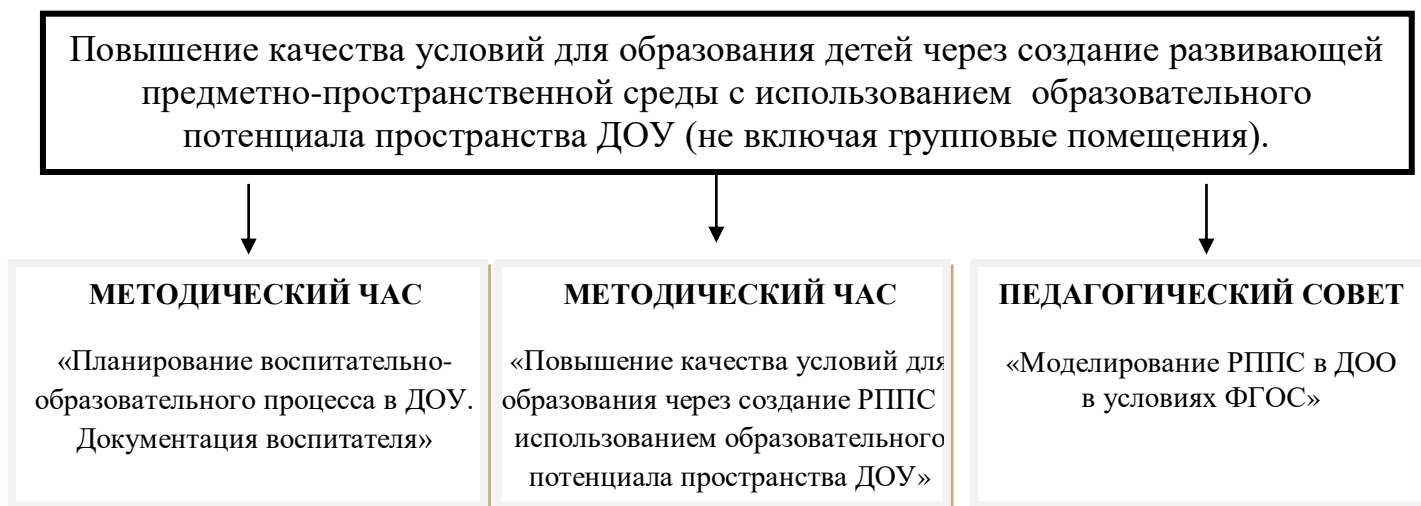 Повышение качества условий для образования детей через создание развивающей
предметно-пространственной среды с использованием образовательного
потенциала пространства ДОУ (не включая групповые помещения).
МЕТОДИЧЕСКИЙ ЧАС
«Планирование воспитательно-
образовательного процесса в ДОУ.
Документация воспитателя»
МЕТОДИЧЕСКИЙ ЧАС
«Повышение качества условий для
образования через создание РППС
использованием образовательного
потенциала пространства ДОУ»
ПЕДАГОГИЧЕСКИЙ СОВЕТ
«Моделирование РППС в ДОО
в условиях ФГОС»